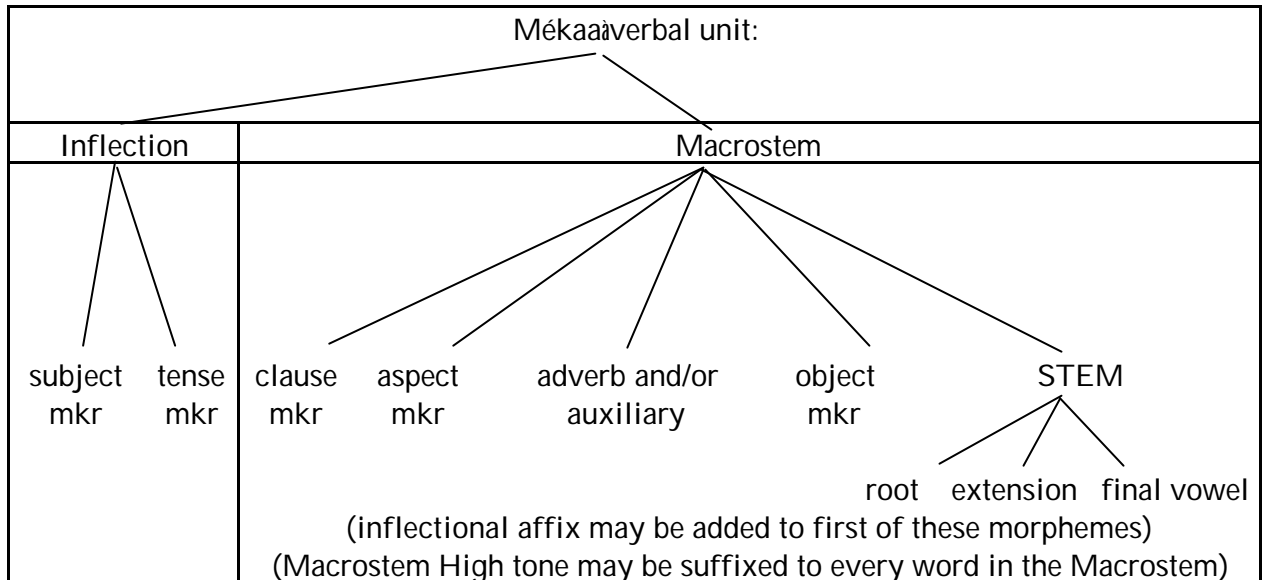 Mékaaàverbal unit:
Inflection Macrostem
subject tense clause aspect adverb and/or object STEM
mkr mkr mkr mkr auxiliary mkr
root extension final vowel
(inflectional affix may be added to first of these morphemes)
(Macrostem High tone may be suffixed to every word in the Macrostem)